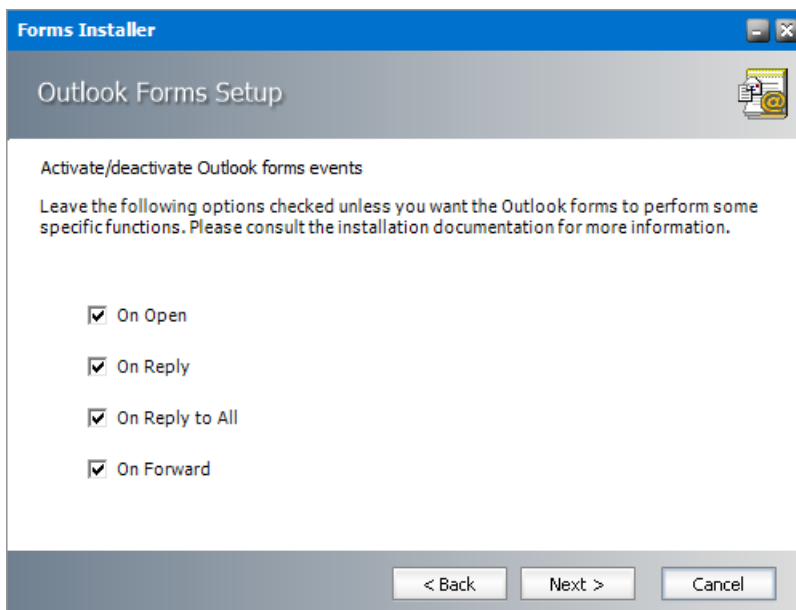 Forms Installer
Outlook Forms Setup
Activate/deactivate Outlook forms events
Leave the following options checked unless you want the Outlook forms to perform some
specific functions. Please consult the installation documentation for more information.
On Open
On Reply
On Reply to All
On Forward
< Back
Next >
Cancel